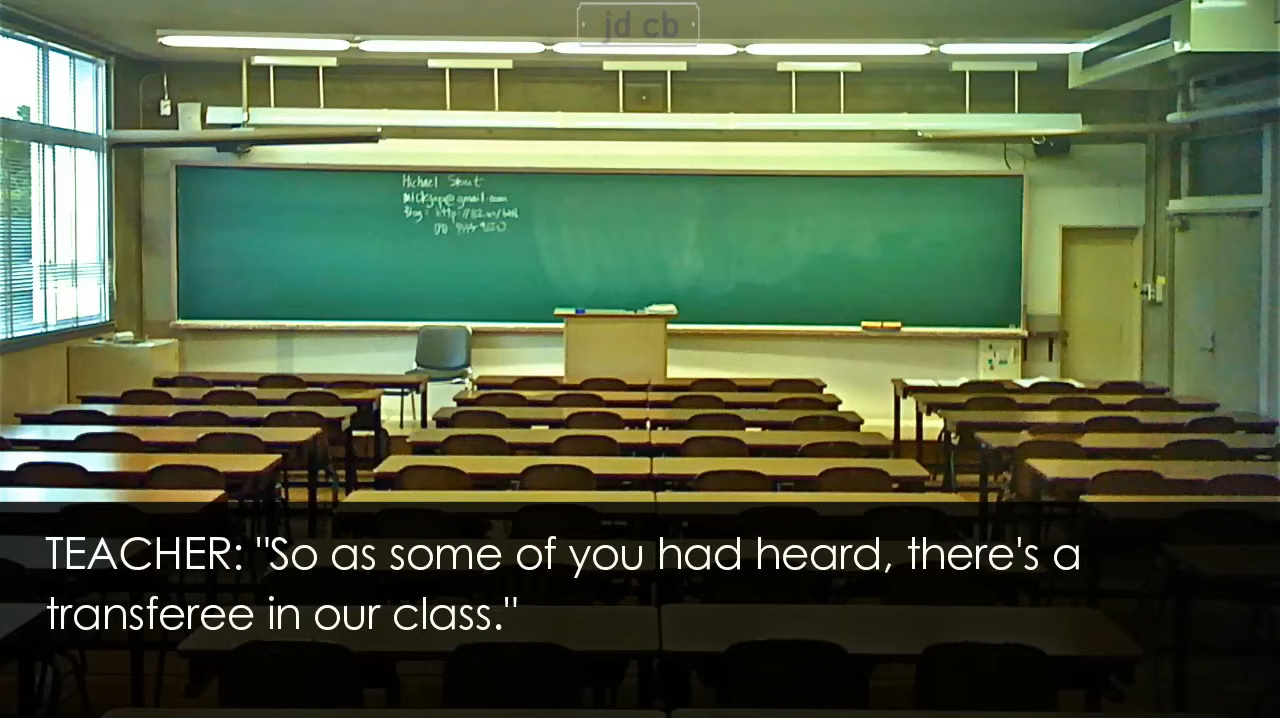 jd cb
Michael Stout
TEACHER: "So as some of you had heard, there's a
transferee in our class."